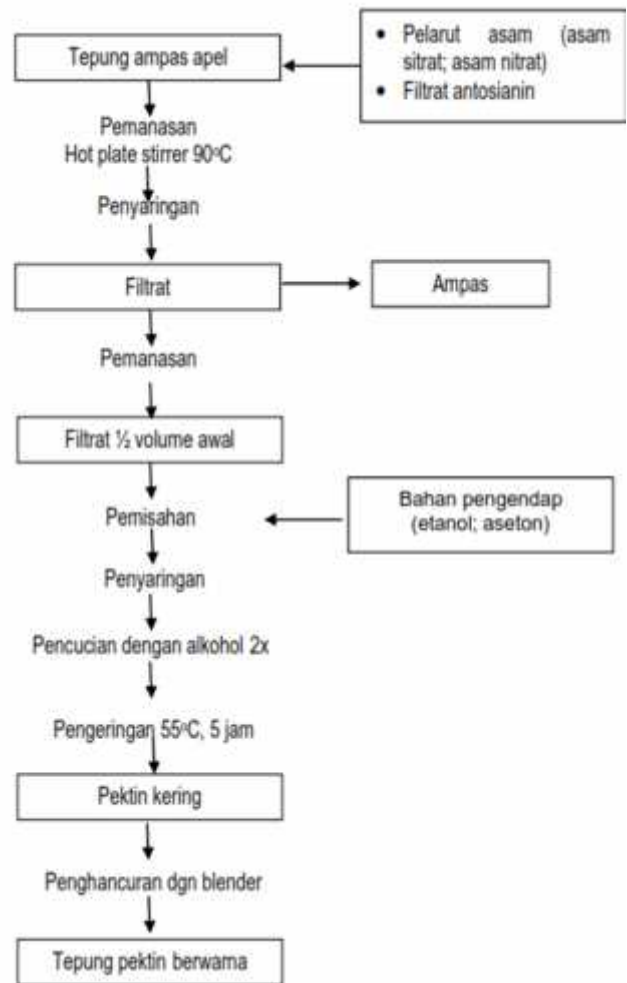 Tepung ampas apel
• Pelarut asam (asam
sitrat; asam nitrat)
• Filtrat antosianin
Pemanasan
Hot plate stirrer 90°C
Penyaringan
Filtrat
Ampas
Pemanasan
Filtrat ½ volume awal
Pemisahan
Bahan pengendap
(etanol; aseton)
Penyaringan
Pencucian dengan alkohol 2x
Pengeringan 55°C, 5 jam
Pektin kering
Penghancuran dgn blender
Tepung pektin berwarna